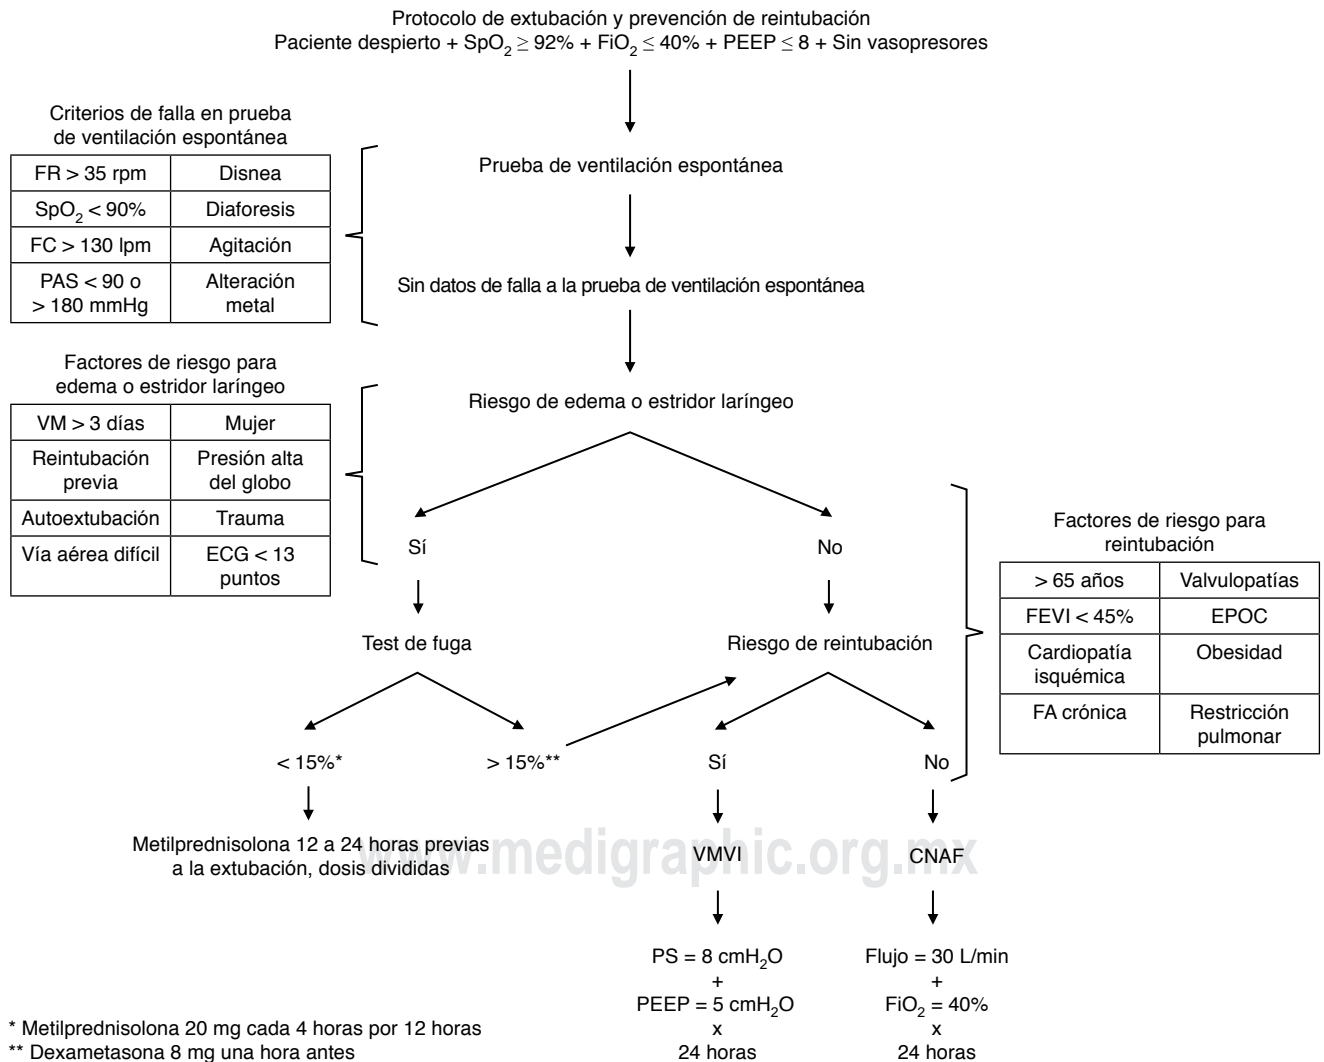 Protocolo de extubación y prevención de reintubación
Paciente despierto + SpO₂ ≥ 92% + FiO₂ ≤ 40% + PEEP ≤ 8 + Sin vasopresores
Criterios de falla en prueba
de ventilación espontánea
FR > 35 rpm
Disnea
SpO₂ < 90%
Diaforesis
FC > 130 lpm
Agitación
PAS < 90 o
> 180 mmHg
Alteración
metal
Prueba de ventilación espontánea
Sin datos de falla a la prueba de ventilación espontánea
Factores de riesgo para
edema o estridor laríngeo
VM > 3 días
Mujer
Reintubación
previa
Presión alta
del globo
Autoextubación
Trauma
Vía aérea difícil
ECG < 13
puntos
Riesgo de edema o estridor laríngeo
Sí
No
Factores de riesgo para
reintubación
> 65 años
Valvulopatías
FEVI < 45%
EPOC
Cardiopatía
isquémica
Obesidad
FA crónica
Restricción
pulmonar
Test de fuga
Riesgo de reintubación
< 15%*
> 15%**
Sí
No
Metilprednisolona 12 a 24 horas previas
a la extubación, dosis divididas
VMVI
CNAF
www.medigraphic.org.mx
PS = 8 cmH₂O
+
PEEP = 5 cmH₂O
x
24 horas
Flujo = 30 L/min
+
FiO₂ = 40%
x
24 horas
* Metilprednisolona 20 mg cada 4 horas por 12 horas
** Dexametasona 8 mg una hora antes